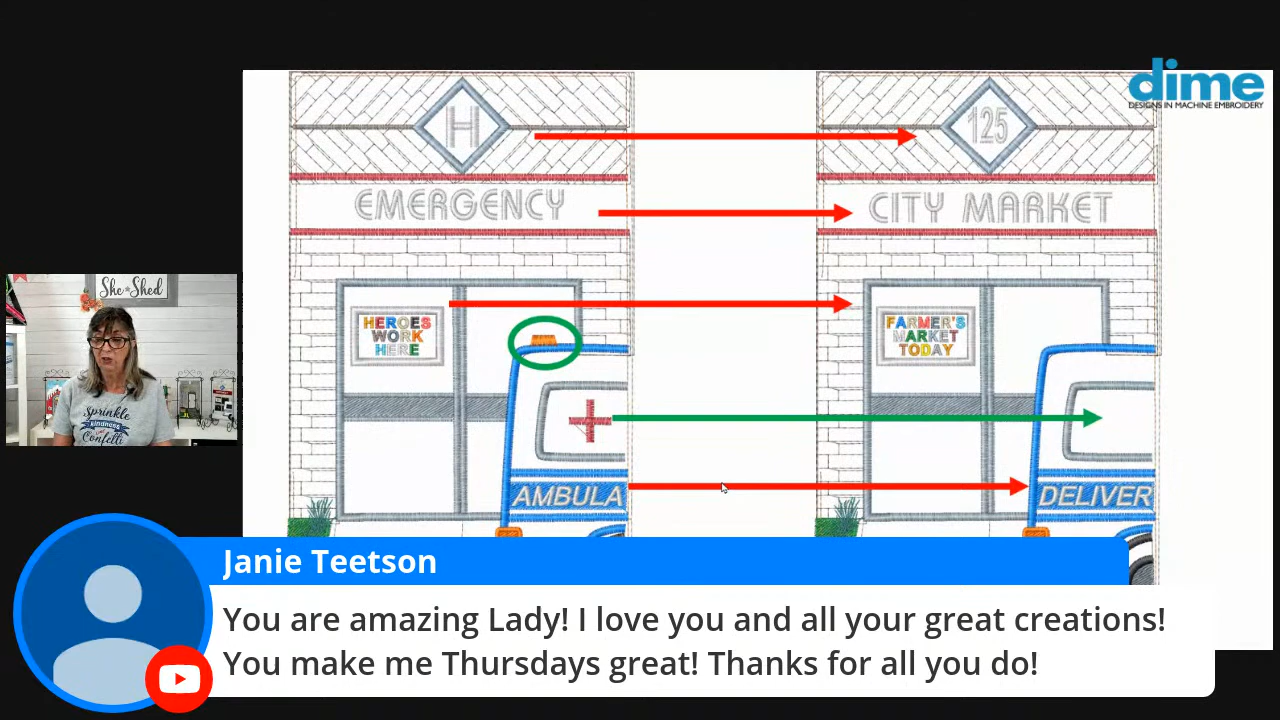 dime
DESIGNS IN MACHINE EMBROIDERY
H
125
EMERGENCY
CITY MARKET
HEROES
WORK
HERE
FARMER'S
MARKET
TODAY
AMBULA
DELIVER
She Shed
Sprinkle
kindness
Like
Confetti
Janie Teetson
You are amazing Lady! I love you and all your great creations!
You make me Thursdays great! Thanks for all you do!